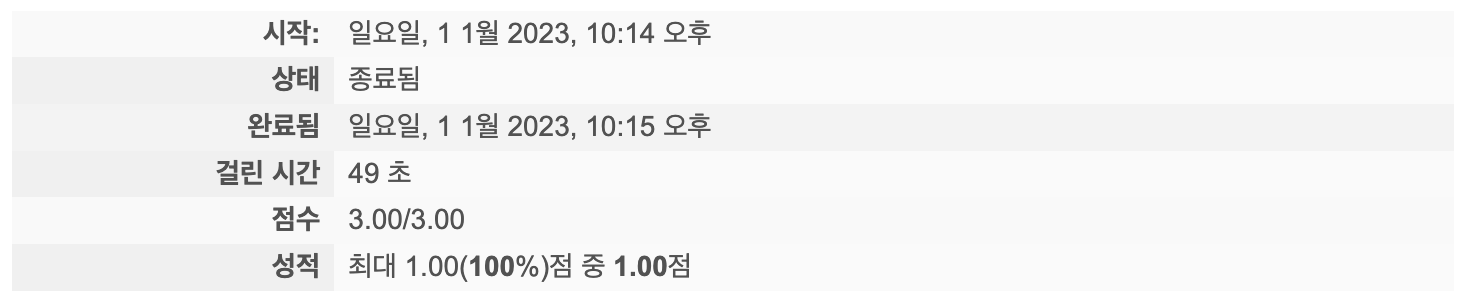 시작: 일요일, 1 1월 2023, 10:14 오후
상태 종료됨
완료됨 일요일, 1 1월 2023, 10:15 오후
걸린 시간 49 초
점수 3.00/3.00
성적 최대 1.00(100%)점 중 1.00점